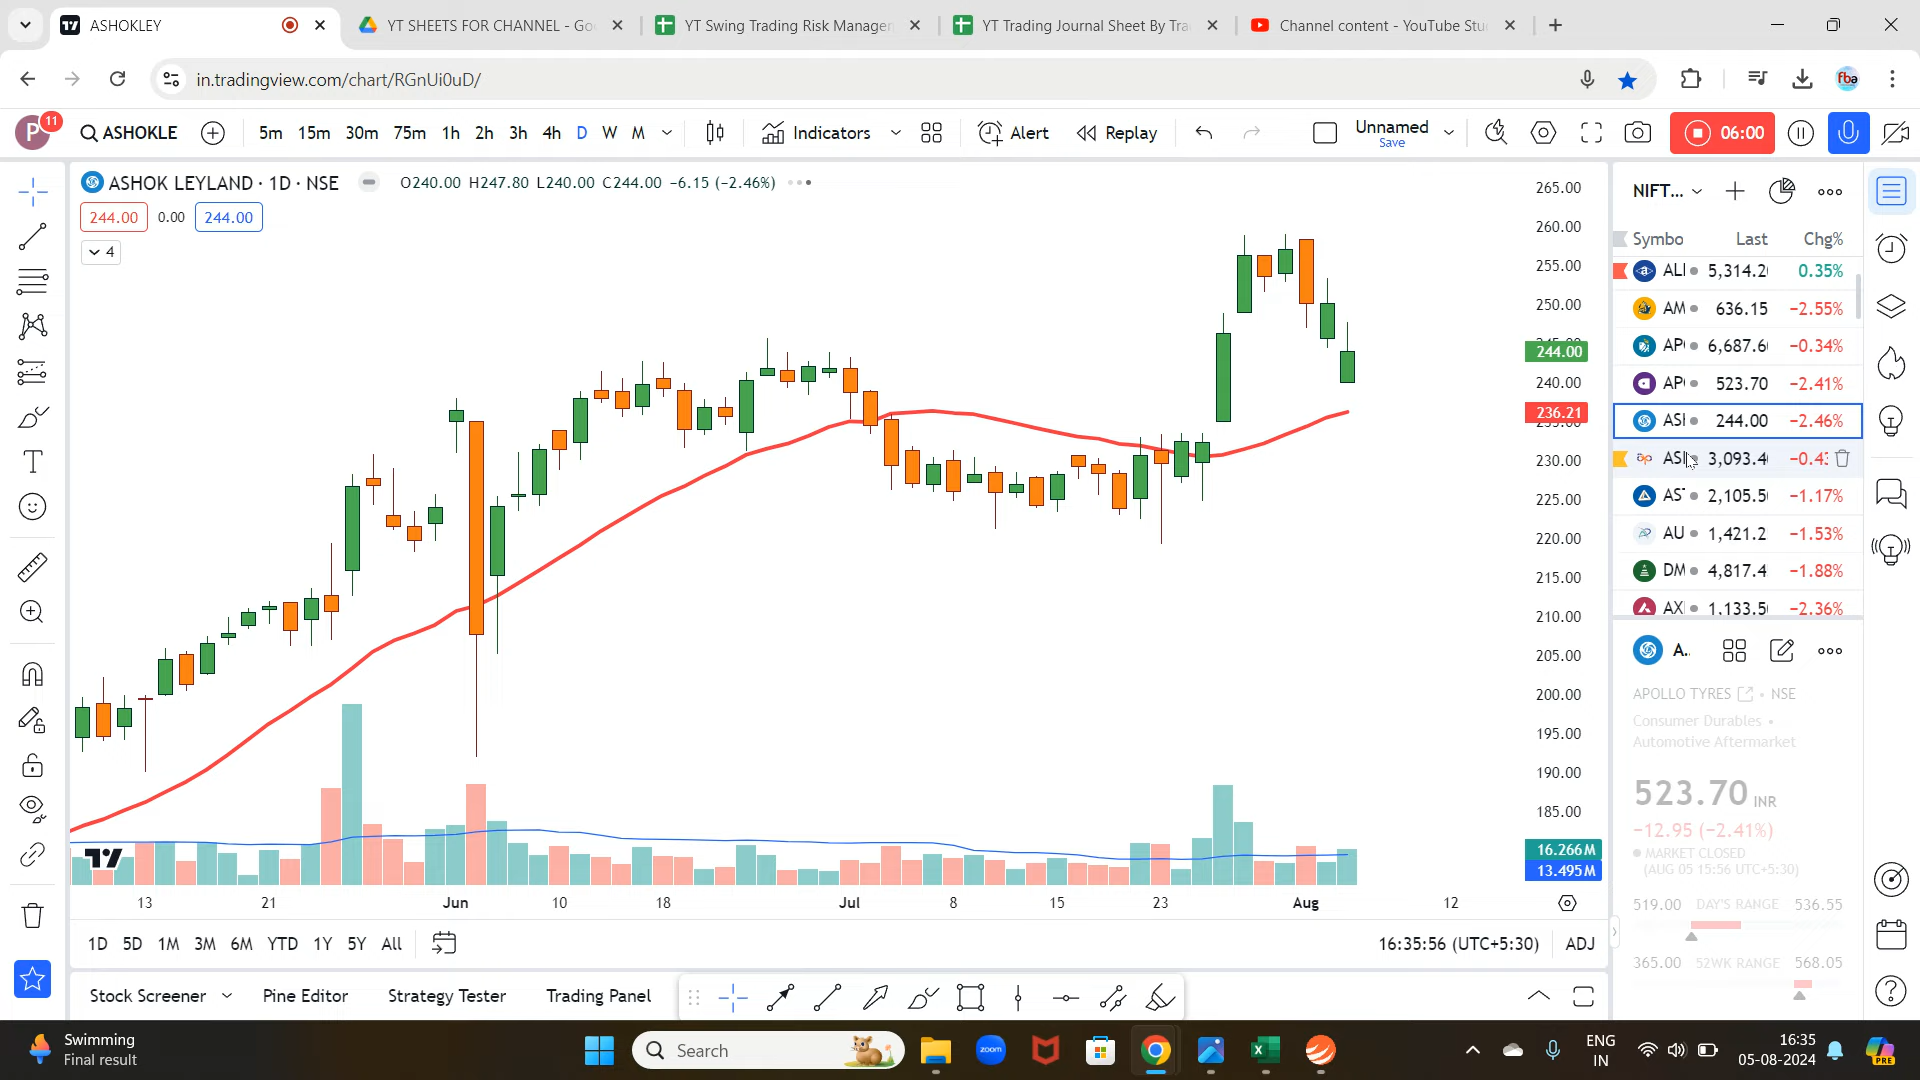 ASHOKLEY
YT SHEETS FOR CHANNEL - Go
YT Swing Trading Risk Manage
YT Trading Journal Sheet By Tra
Channel content - YouTube Stu
in.tradingview.com/chart/RGnUi0uD/
fba
P
11
ASHOKLE
5m 15m 30m 75m 1h 2h 3h 4h D W M
Indicators
Alert
Replay
Unnamed
Save
06:00
ASHOK LEYLAND · 1D · NSE
O240.00 H247.80 L240.00 C244.00 −6.15 (−2.46%)
244.00 0.00 244.00
4
265.00
260.00
255.00
250.00
244.00
240.00
236.21
230.00
225.00
220.00
215.00
210.00
205.00
200.00
195.00
190.00
185.00
16.266M
13.495M
13 21 Jun 10 18 Jul 8 15 23 Aug 12
1D 5D 1M 3M 6M YTD 1Y 5Y All
16:35:56 (UTC+5:30) ADJ
Stock Screener Pine Editor Strategy Tester Trading Panel
NIFT...
Symbo Last Chg%
ALI 5,314.20 0.35%
AM 636.15 −2.55%
AP 6,687.60 −0.34%
AP 523.70 −2.41%
ASI 244.00 −2.46%
ASI 3,093.40 −0.43
AS 2,105.50 −1.17%
AU 1,421.2 −1.53%
DM 4,817.4 −1.88%
AX 1,133.50 −2.36%
A..
APOLLO TYRES • NSE
Consumer Durables •
Automotive Aftermarket
523.70 INR
−12.95 (−2.41%)
MARKET CLOSED
(AUG 05 15:56 UTC+5:30)
519.00 DAY'S RANGE 536.55
365.00 52WK RANGE 568.05
Swimming
Final result
Search
zoom
ENG
IN
16:35
05-08-2024
PRE